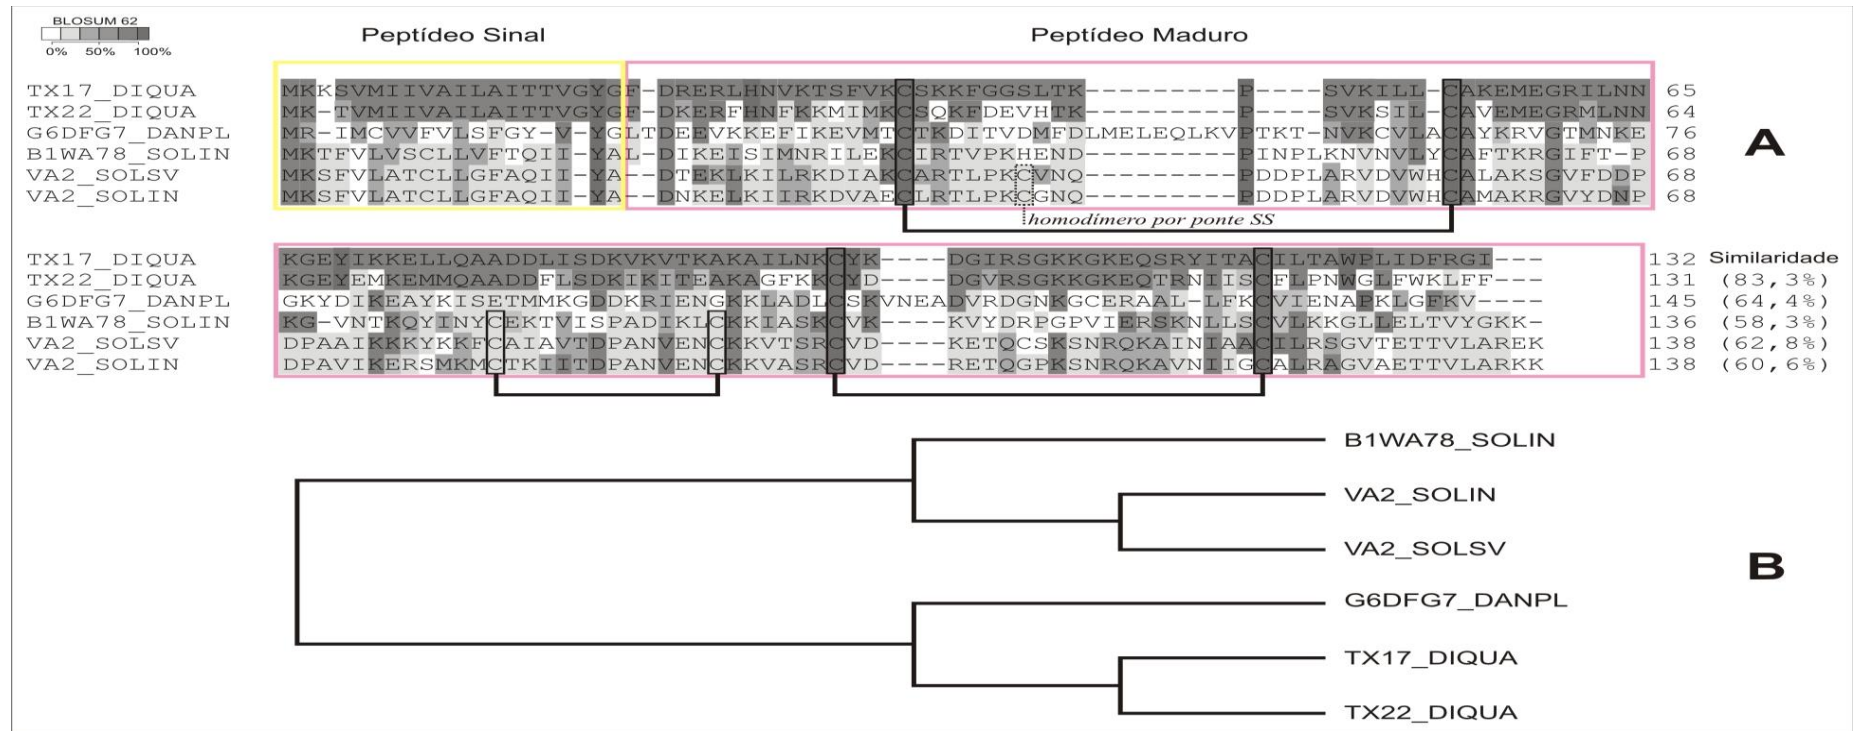 BLOSUM 62
0% 50% 100%
Peptídeo Sinal Peptídeo Maduro
TX17_DIQUA MKKSVMIIVAILAITTVGYGF-DRERLHNVKTSFVKCSKKFGGSLTK---------P----SVKILL-CAKEMEGRILNN 65
TX22_DIQUA MK-TVMIIVAILAITTVGYGF-DKERFHNFKKMIMKCSQKFDEVHTK---------P----SVKSIL-CAVEMEGRMLNN 64
G6DFG7_DANPL MR-IMCVVFVLSFGY-V-YGLTDEEVKKEFIKEVMTCTKDITVDMFDLMELEQLKVPTKT-NVKCVLACAYKRVGTMNKE 76
B1WA78_SOLIN MKTFVLVSCLLVFTQII-YAL-DIKEISIMNRILEKCIRTVPKHEND---------PINPLKNVNVLYCAFTKRGIFT-P 68
VA2_SOLSV MKSFVLATCLLGFAQII-YA--DTEKLKILRKDIAKCARTLPKCVNQ---------PDDPLARVDVWHCALAKSGVFDDP 68
VA2_SOLIN MKSFVLATCLLGFAQII-YA--DNKELKIIRKDVAECLRTLPKCGNQ---------PDDPLARVDVWHCAMAKRGVYDNP 68
homodímero por ponte SS
A
TX17_DIQUA KGEYIKKELLQAADDLISDKVKVTKAKAILNKCYK----DGIRSGKKGKEQSRYITACILTAWPLIDFRGI--- 132 Similaridade
TX22_DIQUA KGEYEMKEMMQAADDFLSDKIKITEAKAGFKKCYD----DGVRSGKKGKEQTRNIISCFLPNWGLFWKLFF--- 131 (83,3%)
G6DFG7_DANPL GKYDIKEAYKISETMMKGDDKRIENGKKLADLCSKVNEADVRDGNKGCERAAL-LFKCVIENAPKLGFKV---- 145 (64,4%)
B1WA78_SOLIN KG-VNTKQYINYCEKTVISPADIKLCKKIASKCVK----KVYDRPGPVIERSKNLLSCVLKKGLLELTVYGKK- 136 (58,3%)
VA2_SOLSV DPAAIKKKYKKFCAIAVTDPANVENCKKVTSRCVD----KETQCSKSNRQKAINIAACILRSGVTETTVLAREK 138 (62,8%)
VA2_SOLIN DPAVIKERSMKMCTKIITDPANVENCKKVASRCVD----RETQGPKSNRQKAVNIIGCALRAGVAETTVLARKK 138 (60,6%)
B1WA78_SOLIN
VA2_SOLIN
VA2_SOLSV
B
G6DFG7_DANPL
TX17_DIQUA
TX22_DIQUA